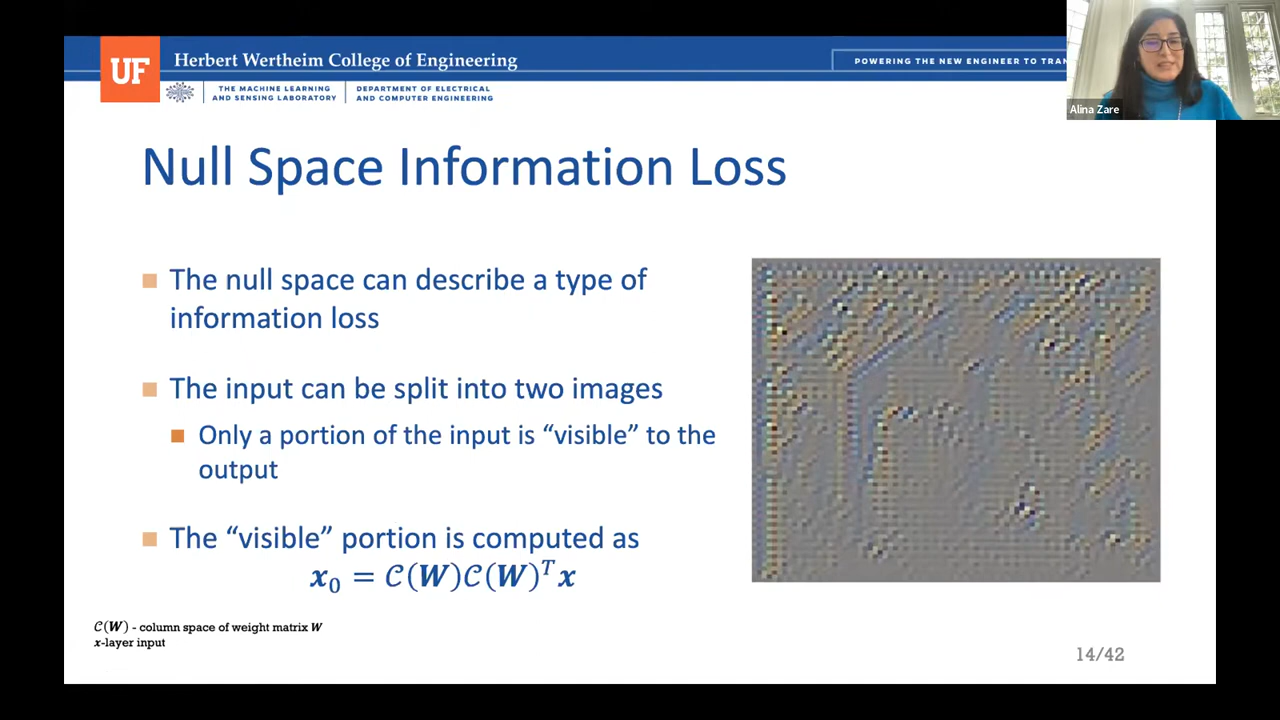 UF
Herbert Wertheim College of Engineering
POWERING THE NEW ENGINEER TO
THE MACHINE LEARNING
AND SENSING LABORATORY
DEPARTMENT OF ELECTRICAL
AND COMPUTER ENGINEERING
Alina Zare
Null Space Information Loss
The null space can describe a type of
information loss
The input can be split into two images
Only a portion of the input is “visible” to the
output
The “visible” portion is computed as
𝒙₀ = 𝒞(𝑾)𝒞(𝑾)ᵀ𝒙
𝒞(𝑾) - column space of weight matrix 𝑾
𝒙-layer input
14/42